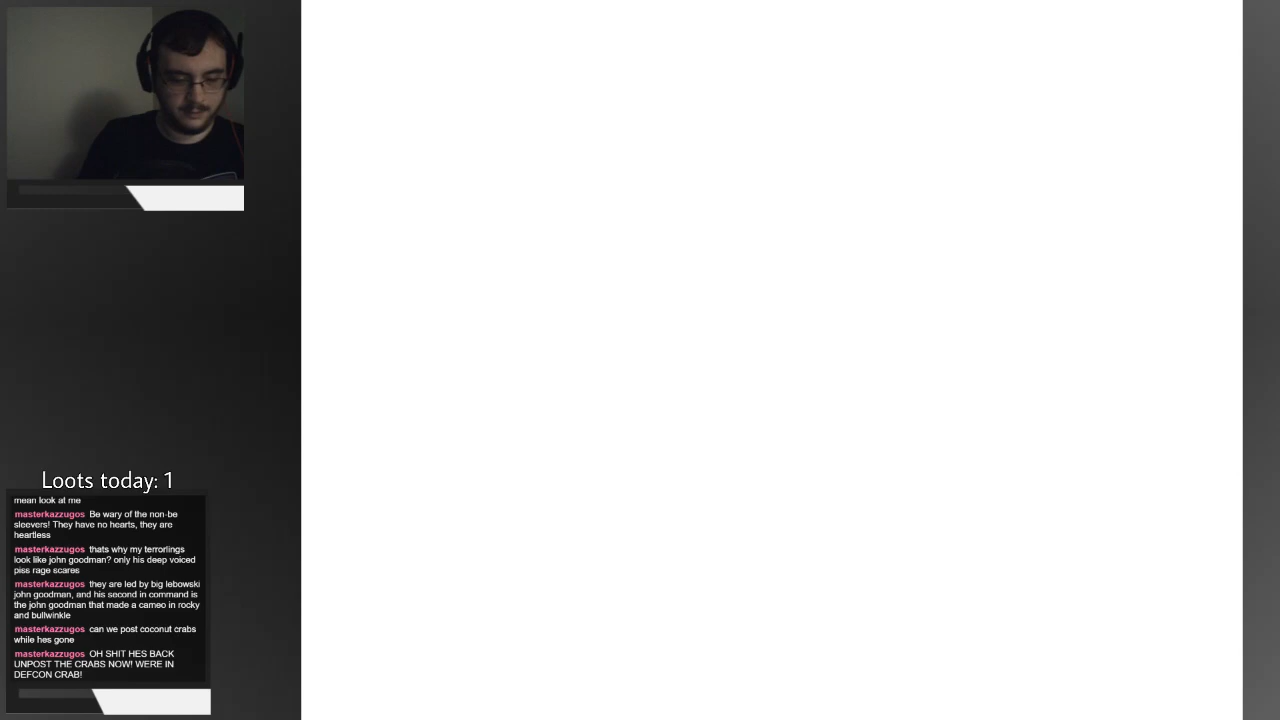 Loots today: 1
mean look at me
masterkazzugos Be wary of the non-be
sleevers! They have no hearts, they are
heartless
masterkazzugos thats why my terrorlings
look like john goodman? only his deep voiced
piss rage scares
masterkazzugos they are led by big lebowski
john goodman, and his second in command is
the john goodman that made a cameo in rocky
and bullwinkle
masterkazzugos can we post coconut crabs
while hes gone
masterkazzugos OH SHIT HES BACK
UNPOST THE CRABS NOW! WERE IN
DEFCON CRAB!